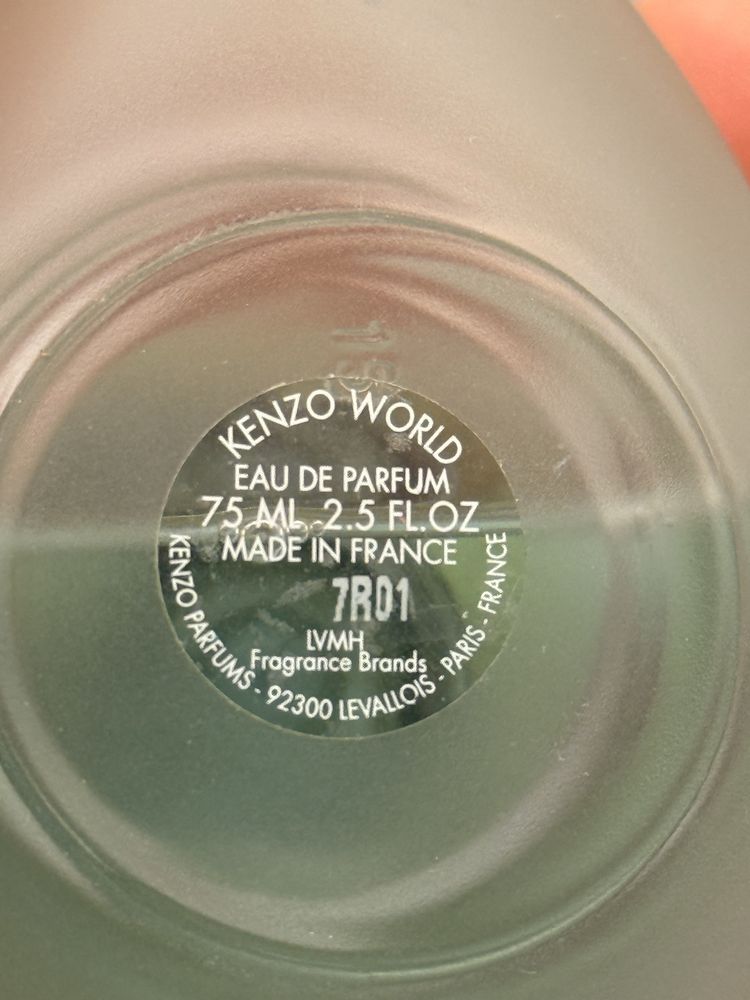 KENZO WORLD
EAU DE PARFUM
75 ML 2.5 FL.OZ
MADE IN FRANCE
7R01
LVMH
Fragrance Brands
KENZO PARFUMS - 92300 LEVALLOIS - PARIS - FRANCE